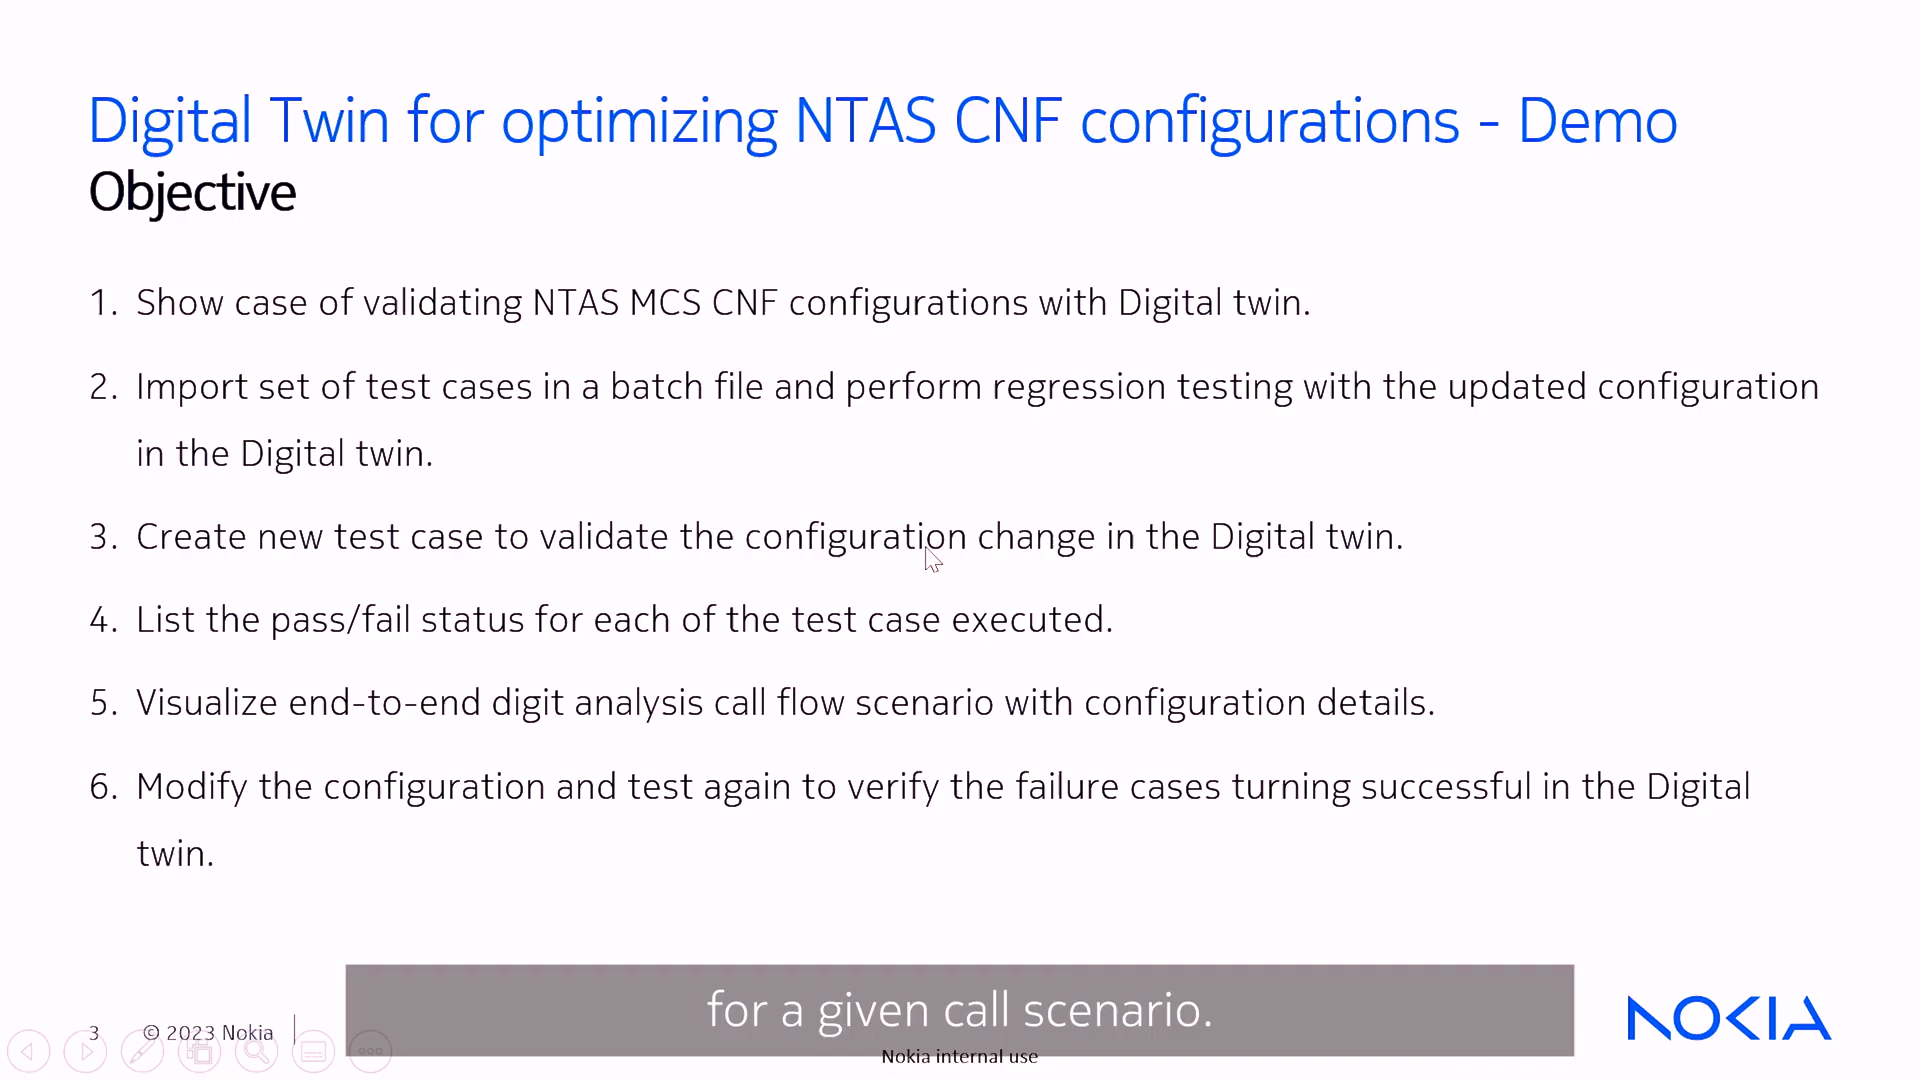 Digital Twin for optimizing NTAS CNF configurations - Demo
Objective
1. Show case of validating NTAS MCS CNF configurations with Digital twin.
2. Import set of test cases in a batch file and perform regression testing with the updated configuration
in the Digital twin.
3. Create new test case to validate the configuration change in the Digital twin.
4. List the pass/fail status for each of the test case executed.
5. Visualize end-to-end digit analysis call flow scenario with configuration details.
6. Modify the configuration and test again to verify the failure cases turning successful in the Digital
twin.
for a given call scenario.
3 © 2023 Nokia
Nokia internal use
NOKIA